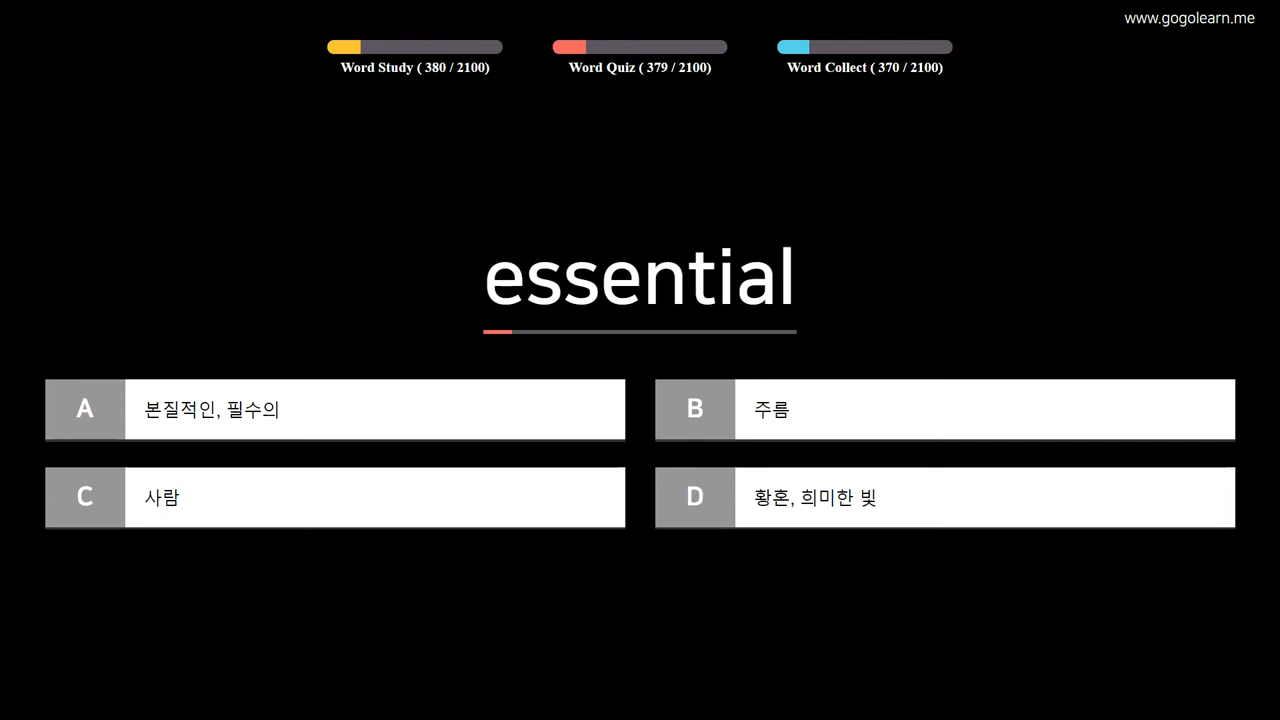 www.gogolearn.me
Word Study ( 380 / 2100)
Word Quiz ( 379 / 2100)
Word Collect ( 370 / 2100)
essential
A 본질적인, 필수의
B 주름
C 사람
D 황혼, 희미한 빛